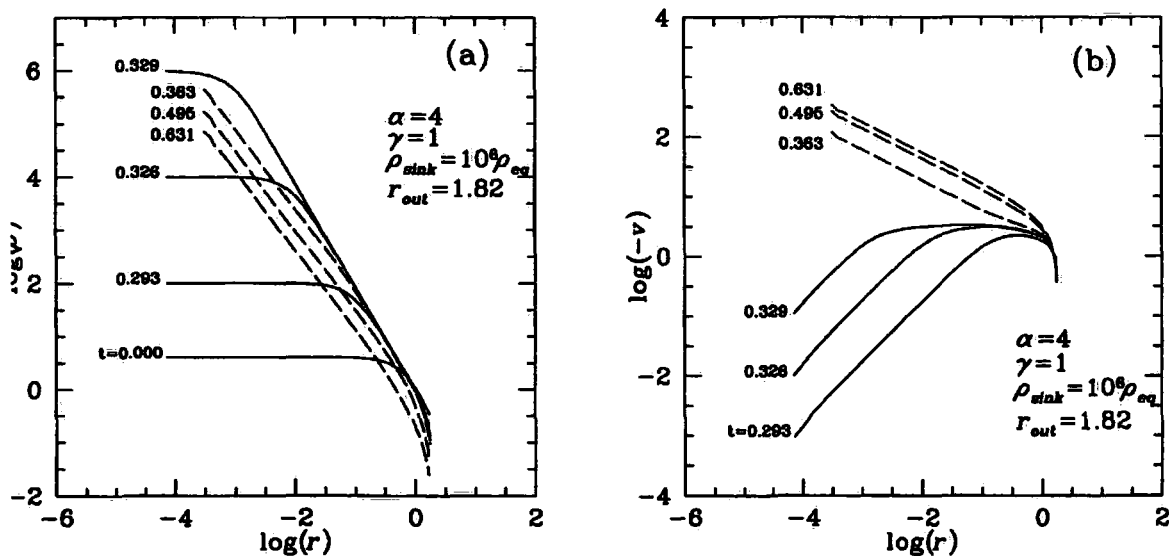 (a)
6
4
2
0
-2
0.329
0.363
0.495
0.631
0.326
0.293
t=0.000
α=4
γ=1
ρsink=10⁶ρeq
rout=1.82
-6
-4
-2
0
2
log(r)
(b)
4
2
0
-2
-4
log(-v)
0.631
0.495
0.363
0.329
0.326
t=0.293
α=4
γ=1
ρsink=10⁶ρeq
rout=1.82
-6
-4
-2
0
2
log(r)